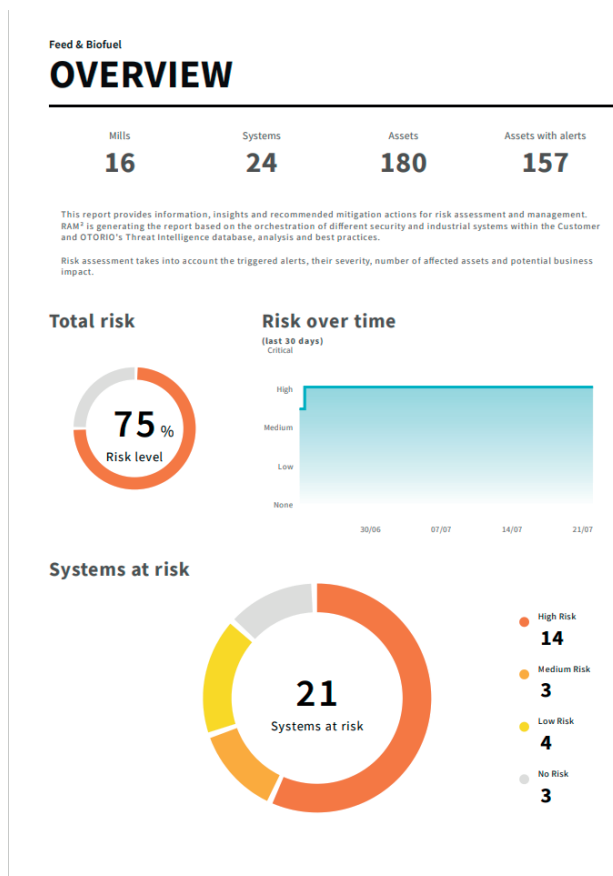 Feed & Biofuel
OVERVIEW
Mills
Systems
Assets
Assets with alerts
16
24
180
157
This report provides information, insights and recommended mitigation actions for risk assessment and management.
RAM² is generating the report based on the orchestration of different security and industrial systems within the Customer
and OTORIO's Threat Intelligence database, analysis and best practices.
Risk assessment takes into account the triggered alerts, their severity, number of affected assets and potential business
impact.
Total risk
75 %
Risk level
Risk over time
(last 30 days)
Critical
High
Medium
Low
None
30/06
07/07
14/07
21/07
Systems at risk
21
Systems at risk
High Risk
14
Medium Risk
3
Low Risk
4
No Risk
3